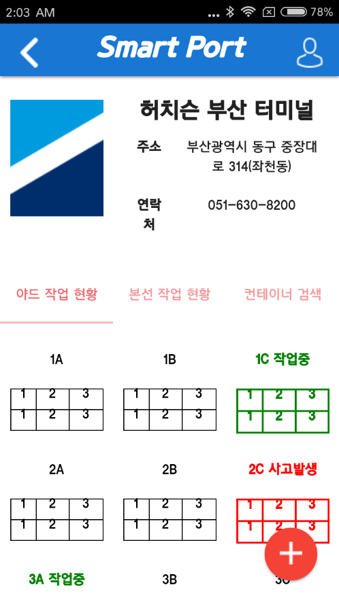 2:03 AM ... 78%
Smart Port
허치슨 부산 터미널
주소 부산광역시 동구 중장대
로 314(좌천동)
연락 051-630-8200
처
야드 작업 현황 본선 작업 현황 컨테이너 검색
1A 1B 1C 작업중
1 2 3 1 2 3 1 2 3
1 2 3 1 2 3 1 2 3
2A 2B 2C 사고발생
1 2 3 1 2 3 1 2 3
1 2 3 1 2 3 1 2 3
+
3A 작업중 3B